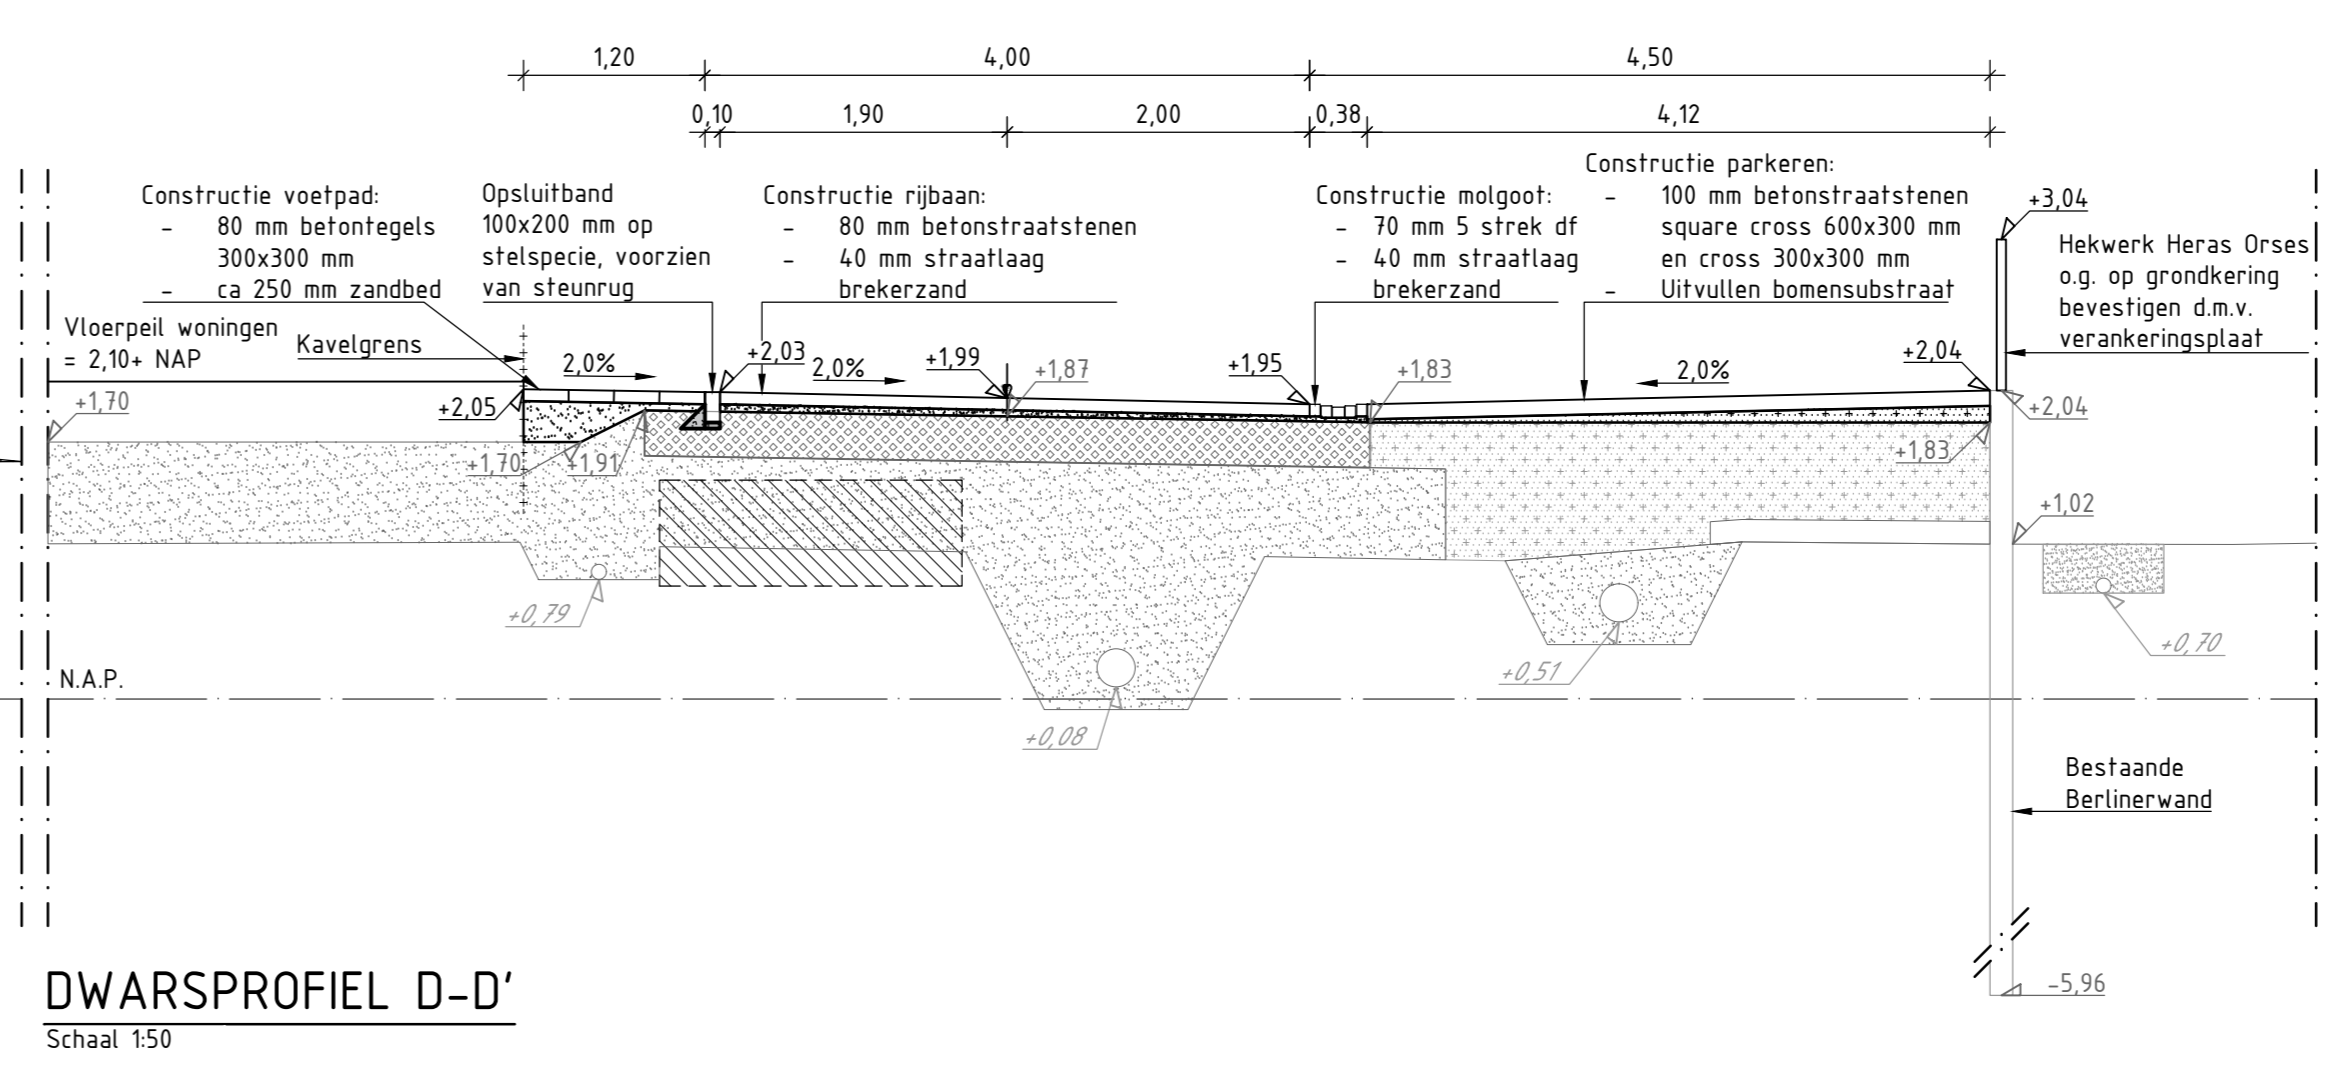 1,20
4,00
4,50
0,10
1,90
2,00
0,38
4,12
Constructie voetpad:
- 80 mm betontegels
300x300 mm
- ca 250 mm zandbed
Opsluitband
100x200 mm op
stelspecie, voorzien
van steunrug
Constructie rijbaan:
- 80 mm betonstraatstenen
- 40 mm straatlaag
brekerzand
Constructie molgoot:
- 70 mm 5 strek df
- 40 mm straatlaag
brekerzand
Constructie parkeren:
- 100 mm betonstraatstenen
square cross 600x300 mm
en cross 300x300 mm
- Uitvullen bomensubstraat
+3,04
Hekwerk Heras Orses
o.g. op grondkering
bevestigen d.m.v.
verankeringsplaat
Vloerpeil woningen
= 2,10+ NAP
Kavelgrens
2,0%
+2,03
2,0%
+1,99
+1,87
+1,95
+1,83
2,0%
+2,04
+1,70
+2,05
+2,04
+1,70
+1,91
+1,83
+1,02
+0,79
+0,51
+0,70
N.A.P.
+0,08
Bestaande
Berlinerwand
-5,96
DWARSPROFIEL D-D'
Schaal 1:50